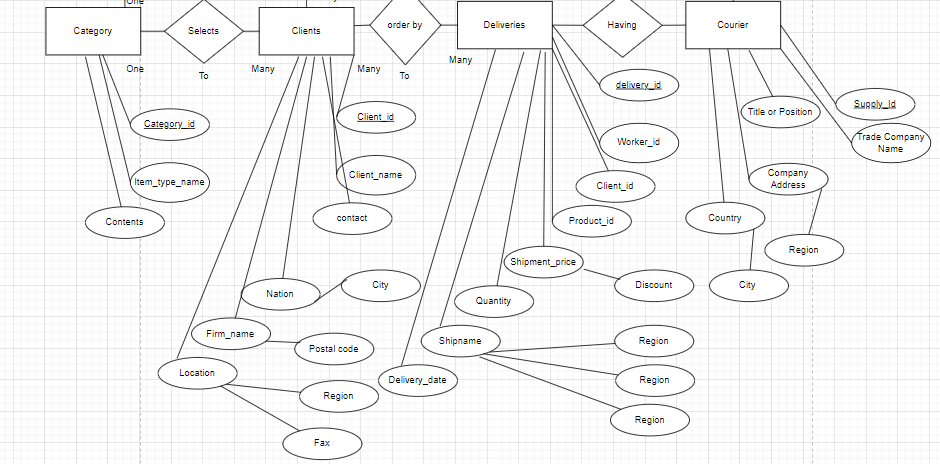 One
Category
Selects
Clients
order by
Deliveries
Having
Courier
One
To
Many
Many
To
Many
delivery_id
Title or Position
Supply_Id
Category_id
Client_id
Worker_id
Trade Company
Name
Item_type_name
Client_name
Client_id
Company
Address
Contents
contact
Product_id
Country
Region
Shipment_price
Nation
City
Discount
City
Quantity
Firm_name
Postal code
Shipname
Region
Location
Region
Delivery_date
Region
Fax
Region